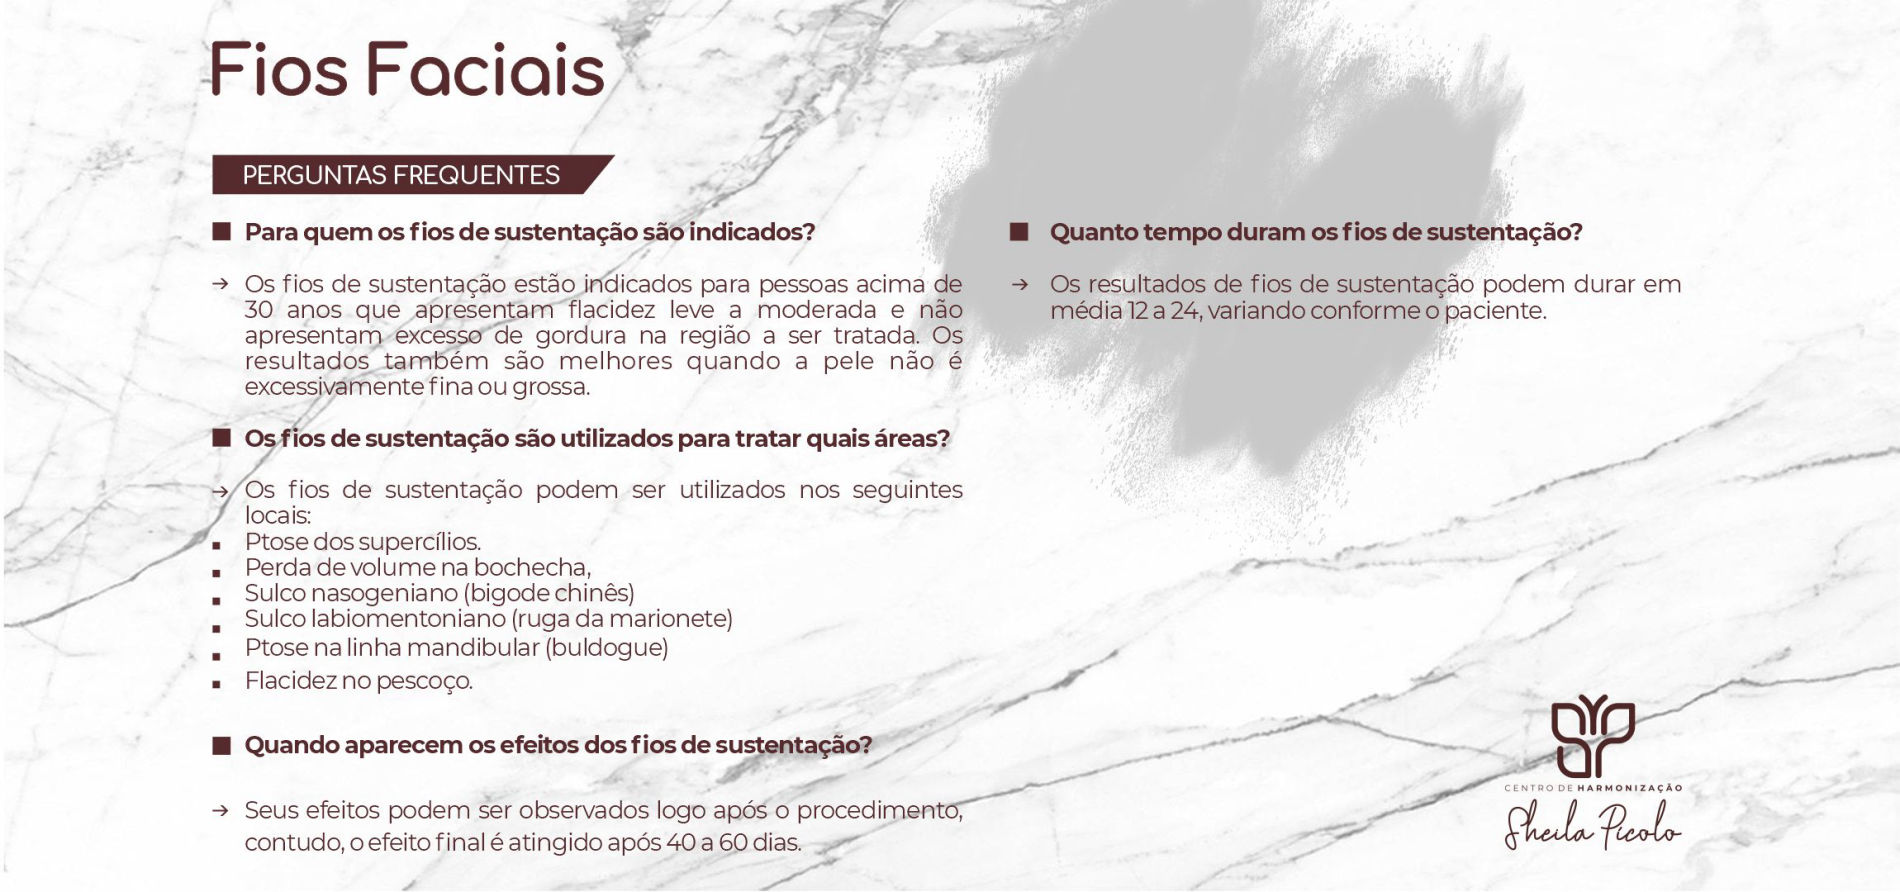 Fios Faciais
PERGUNTAS FREQUENTES
■ Para quem os fios de sustentação são indicados?
→ Os fios de sustentação estão indicados para pessoas acima de
30 anos que apresentam flacidez leve a moderada e não
apresentam excesso de gordura na região a ser tratada. Os
resultados também são melhores quando a pele não é
excessivamente fina ou grossa.
■ Os fios de sustentação são utilizados para tratar quais áreas?
→ Os fios de sustentação podem ser utilizados nos seguintes
locais:
▪ Ptose dos supercílios.
▪ Perda de volume na bochecha,
▪ Sulco nasogeniano (bigode chinês)
▪ Sulco labiomentoniano (ruga da marionete)
▪ Ptose na linha mandibular (buldogue)
▪ Flacidez no pescoço.
■ Quando aparecem os efeitos dos fios de sustentação?
→ Seus efeitos podem ser observados logo após o procedimento,
contudo, o efeito final é atingido após 40 a 60 dias.
■ Quanto tempo duram os fios de sustentação?
→ Os resultados de fios de sustentação podem durar em
média 12 a 24, variando conforme o paciente.
CENTRO DE HARMONIZAÇÃO
Sheila Picolo